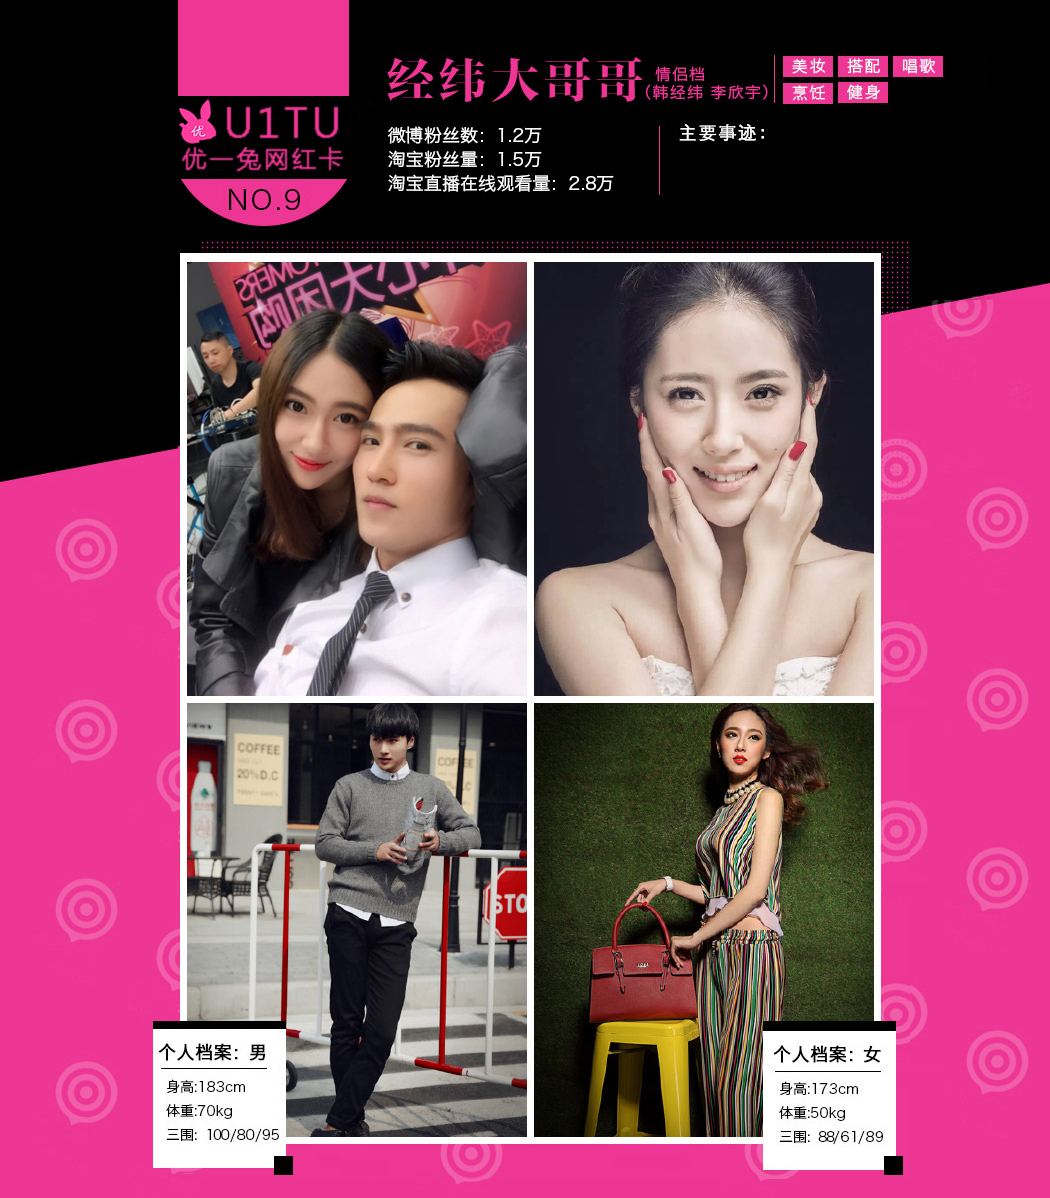 经纬大哥哥 情侣档
(韩经纬 李欣宇)
美妆 搭配 唱歌
烹饪 健身
优
U1TU
优一兔网红卡
NO.9
微博粉丝数：1.2万
淘宝粉丝量：1.5万
淘宝直播在线观看量：2.8万
主要事迹：
COFFEE
20%D.C
COFFEE
STO
个人档案：男
身高:183cm
体重:70kg
三围: 100/80/95
个人档案：女
身高:173cm
体重:50kg
三围: 88/61/89